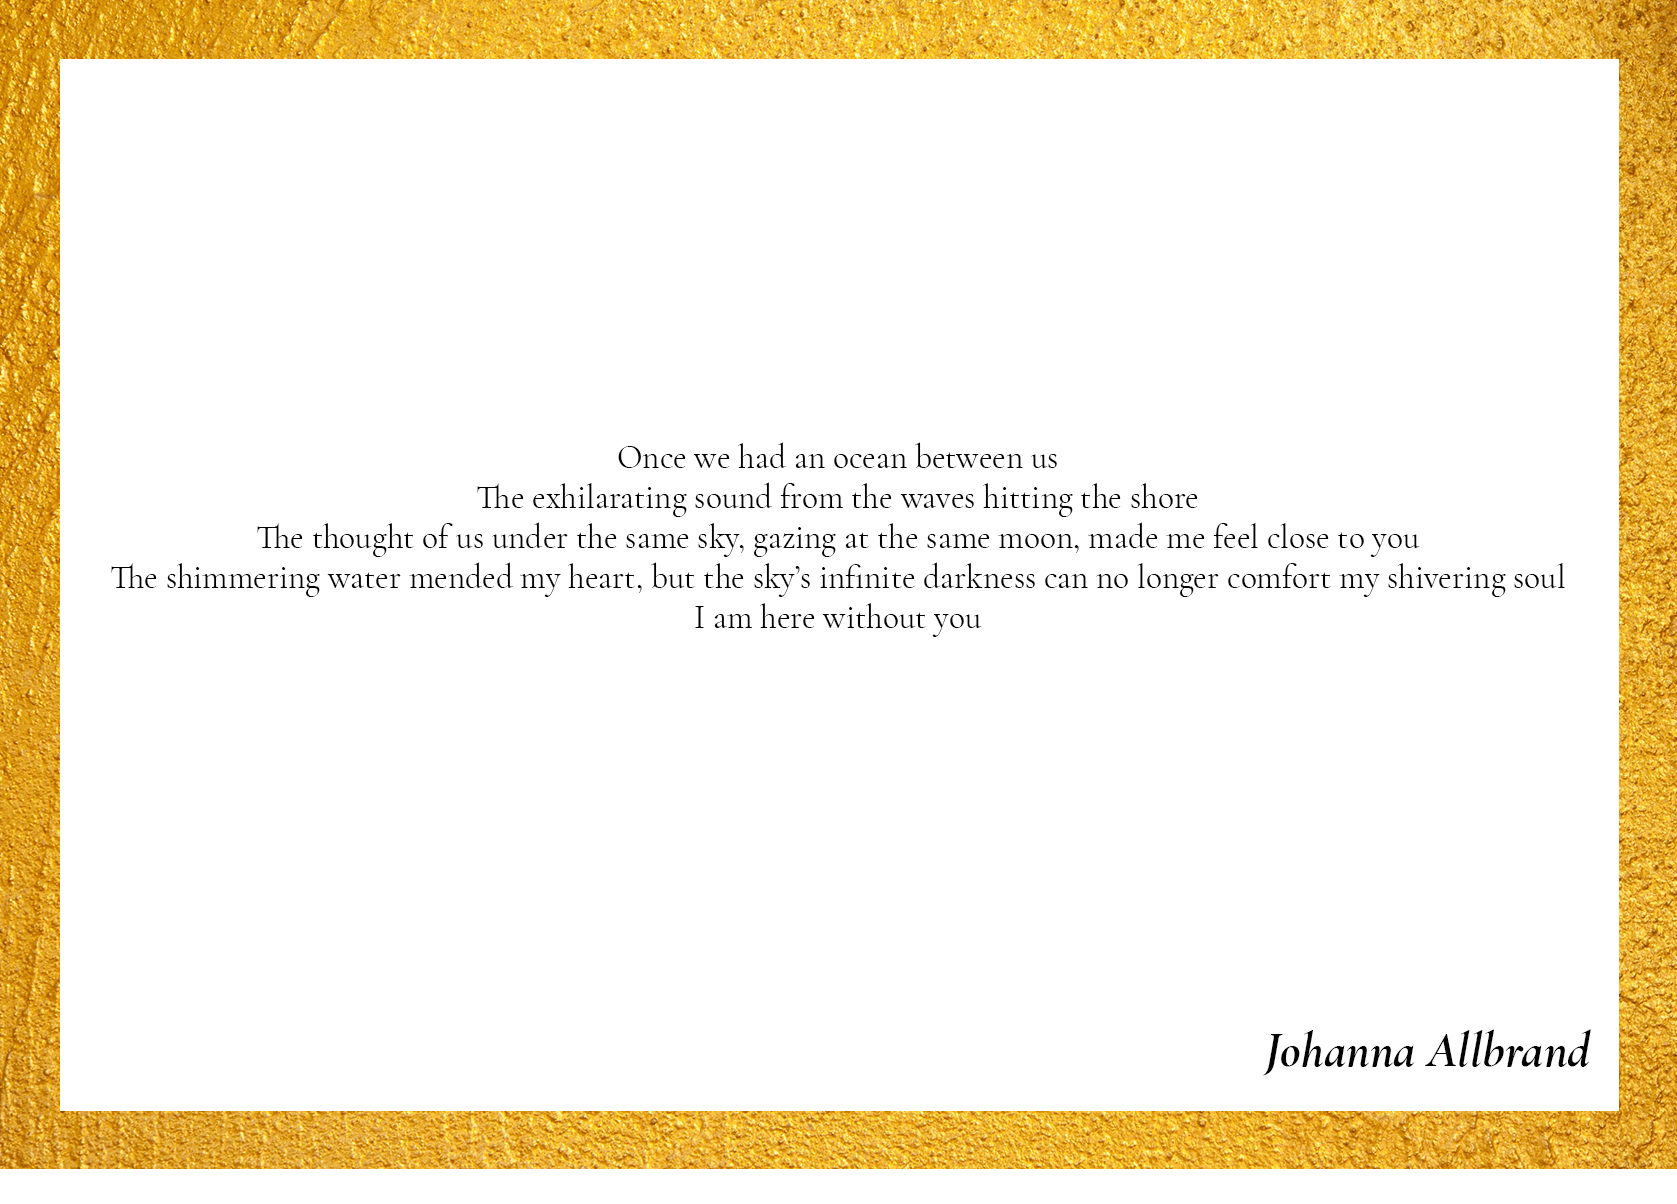 Once we had an ocean between us
The exhilarating sound from the waves hitting the shore
The thought of us under the same sky, gazing at the same moon, made me feel close to you
The shimmering water mended my heart, but the sky’s infinite darkness can no longer comfort my shivering soul
I am here without you
Johanna Allbrand